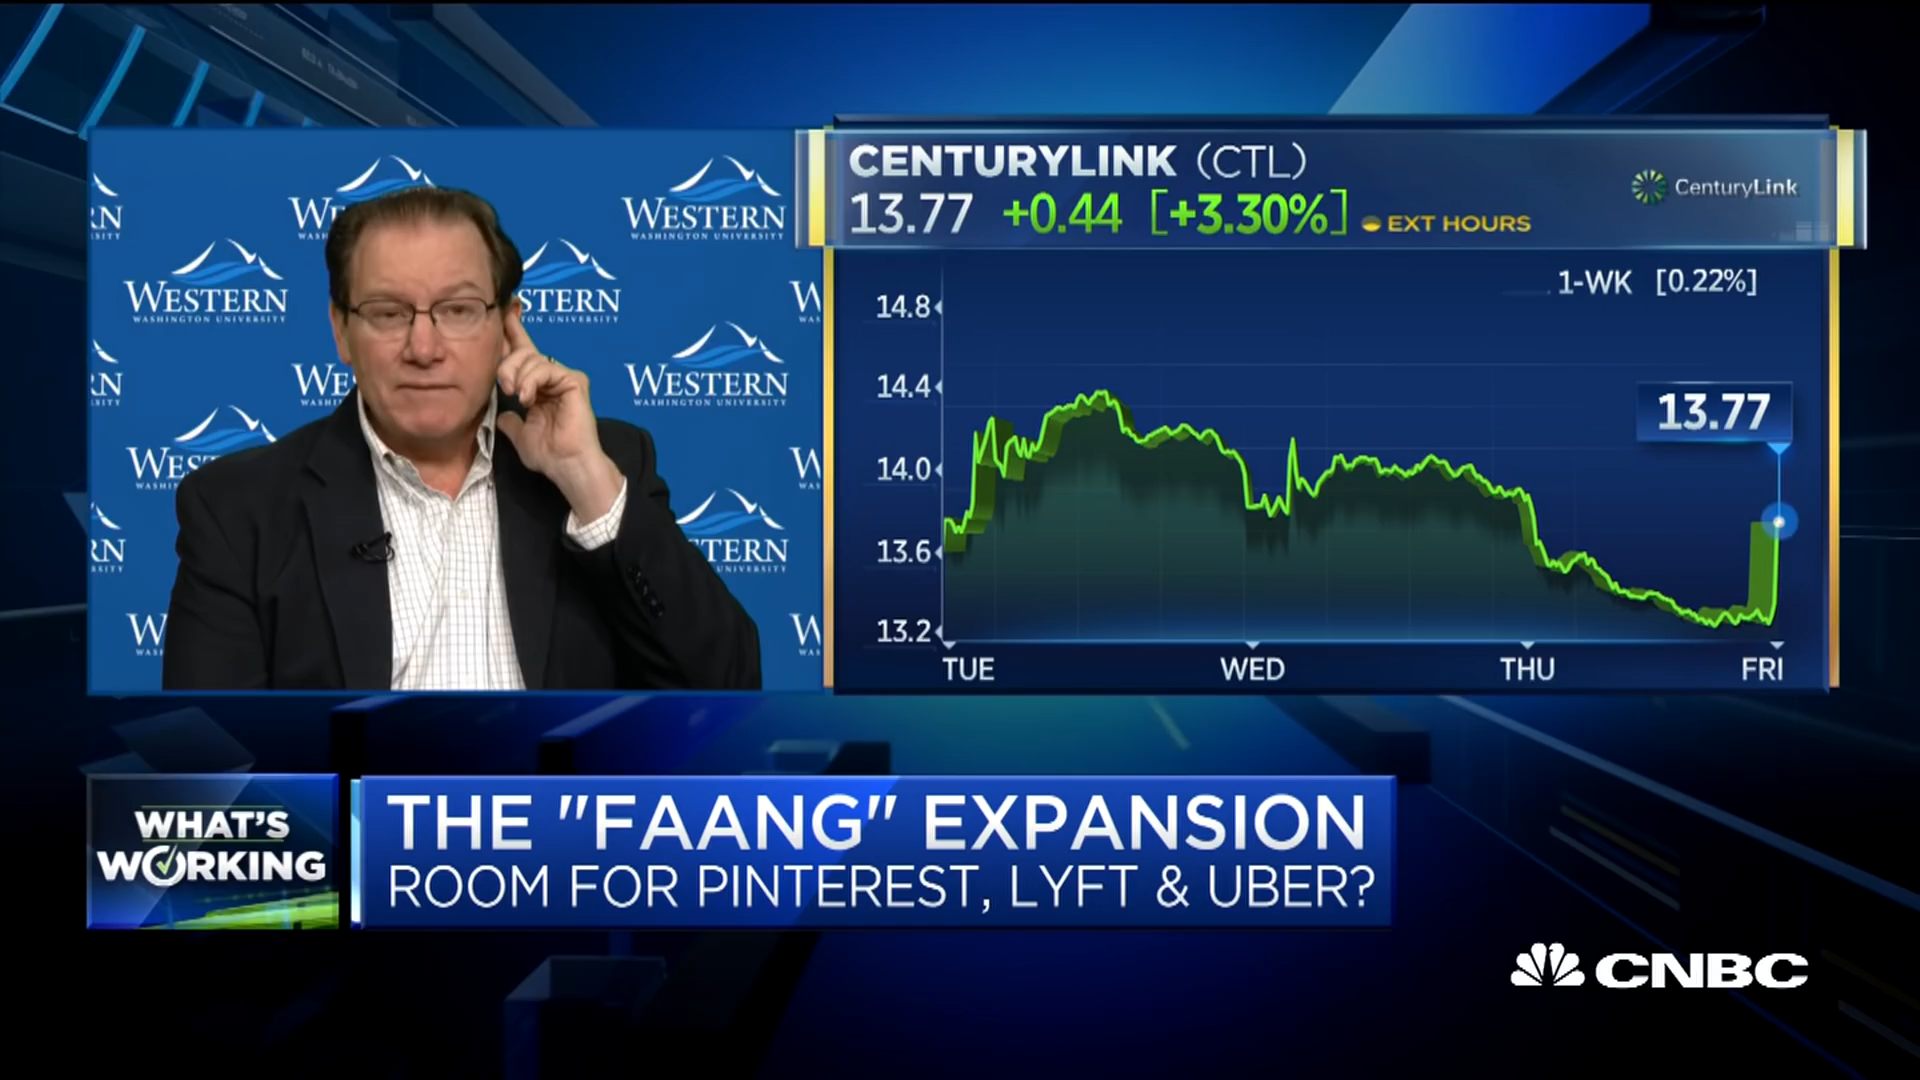 WESTERN
WASHINGTON UNIVERSITY
CENTURYLINK (CTL)
13.77 +0.44 [+3.30%] EXT HOURS
CenturyLink
1-WK [0.22%]
14.8
14.4
14.0
13.6
13.2
13.77
TUE WED THU FRI
WHAT'S
WORKING
THE "FAANG" EXPANSION
ROOM FOR PINTEREST, LYFT & UBER?
CNBC